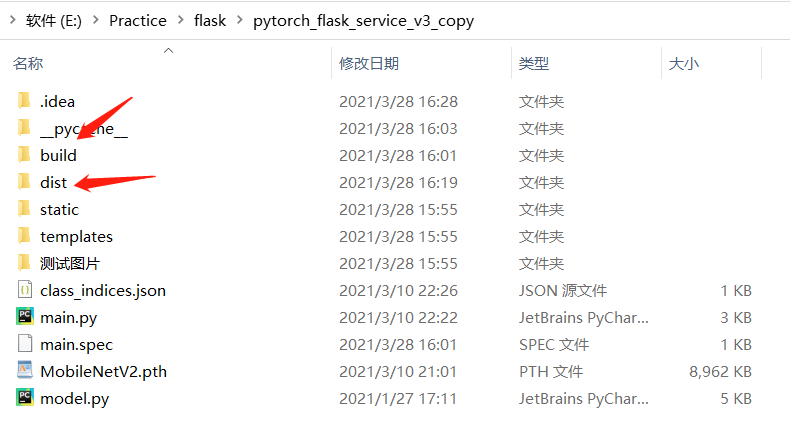 软件 (E:) > Practice > flask > pytorch_flask_service_v3_copy
名称 修改日期 类型 大小
.idea 2021/3/28 16:28 文件夹
2021/3/28 16:03 文件夹
build 2021/3/28 16:01 文件夹
dist 2021/3/28 16:19 文件夹
static 2021/3/28 15:55 文件夹
templates 2021/3/28 15:55 文件夹
测试图片 2021/3/28 15:55 文件夹
class_indices.json 2021/3/10 22:26 JSON 源文件 1 KB
main.py 2021/3/10 22:22 JetBrains PyChar... 3 KB
main.spec 2021/3/28 16:01 SPEC 文件 1 KB
MobileNetV2.pth 2021/3/10 21:01 PTH 文件 8,962 KB
model.py 2021/1/27 17:11 JetBrains PyChar... 5 KB